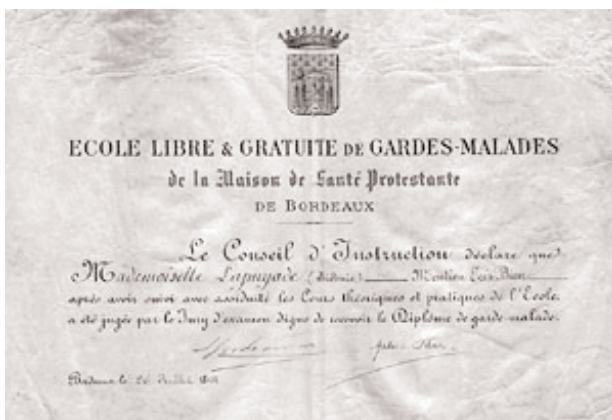 ECOLE LIBRE & GRATUITE DE GARDES-MALADES
de la Maison de Santé Protestante
DE BORDEAUX
Le Conseil d'Instruction déclare que
Mademoiselle Lapuyade Mention Très Bien
après avoir suivi avec assiduité les Cours théoriques et pratiques de l'Ecole,
a été jugée par le Jury d'examen digne de recevoir le Diplôme de garde-malade.
Bordeaux le 26 Juillet